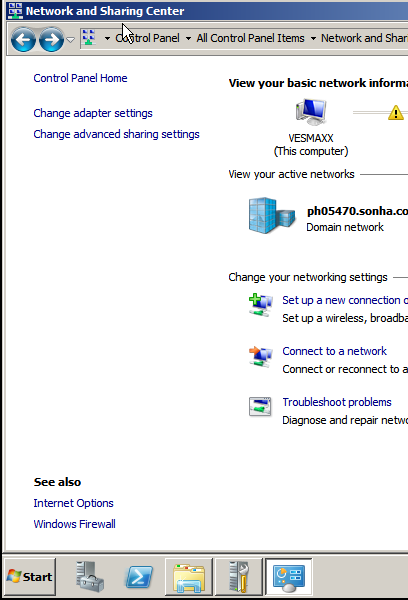 Network and Sharing Center
Control Panel All Control Panel Items Network and Shar
Control Panel Home
Change adapter settings
Change advanced sharing settings
View your basic network informa
VESMAXX
(This computer)
View your active networks
ph05470.sonha.co
Domain network
Change your networking settings
Set up a new connection o
Set up a wireless, broadba
Connect to a network
Connect or reconnect to a
Troubleshoot problems
Diagnose and repair netwo
See also
Internet Options
Windows Firewall
Start